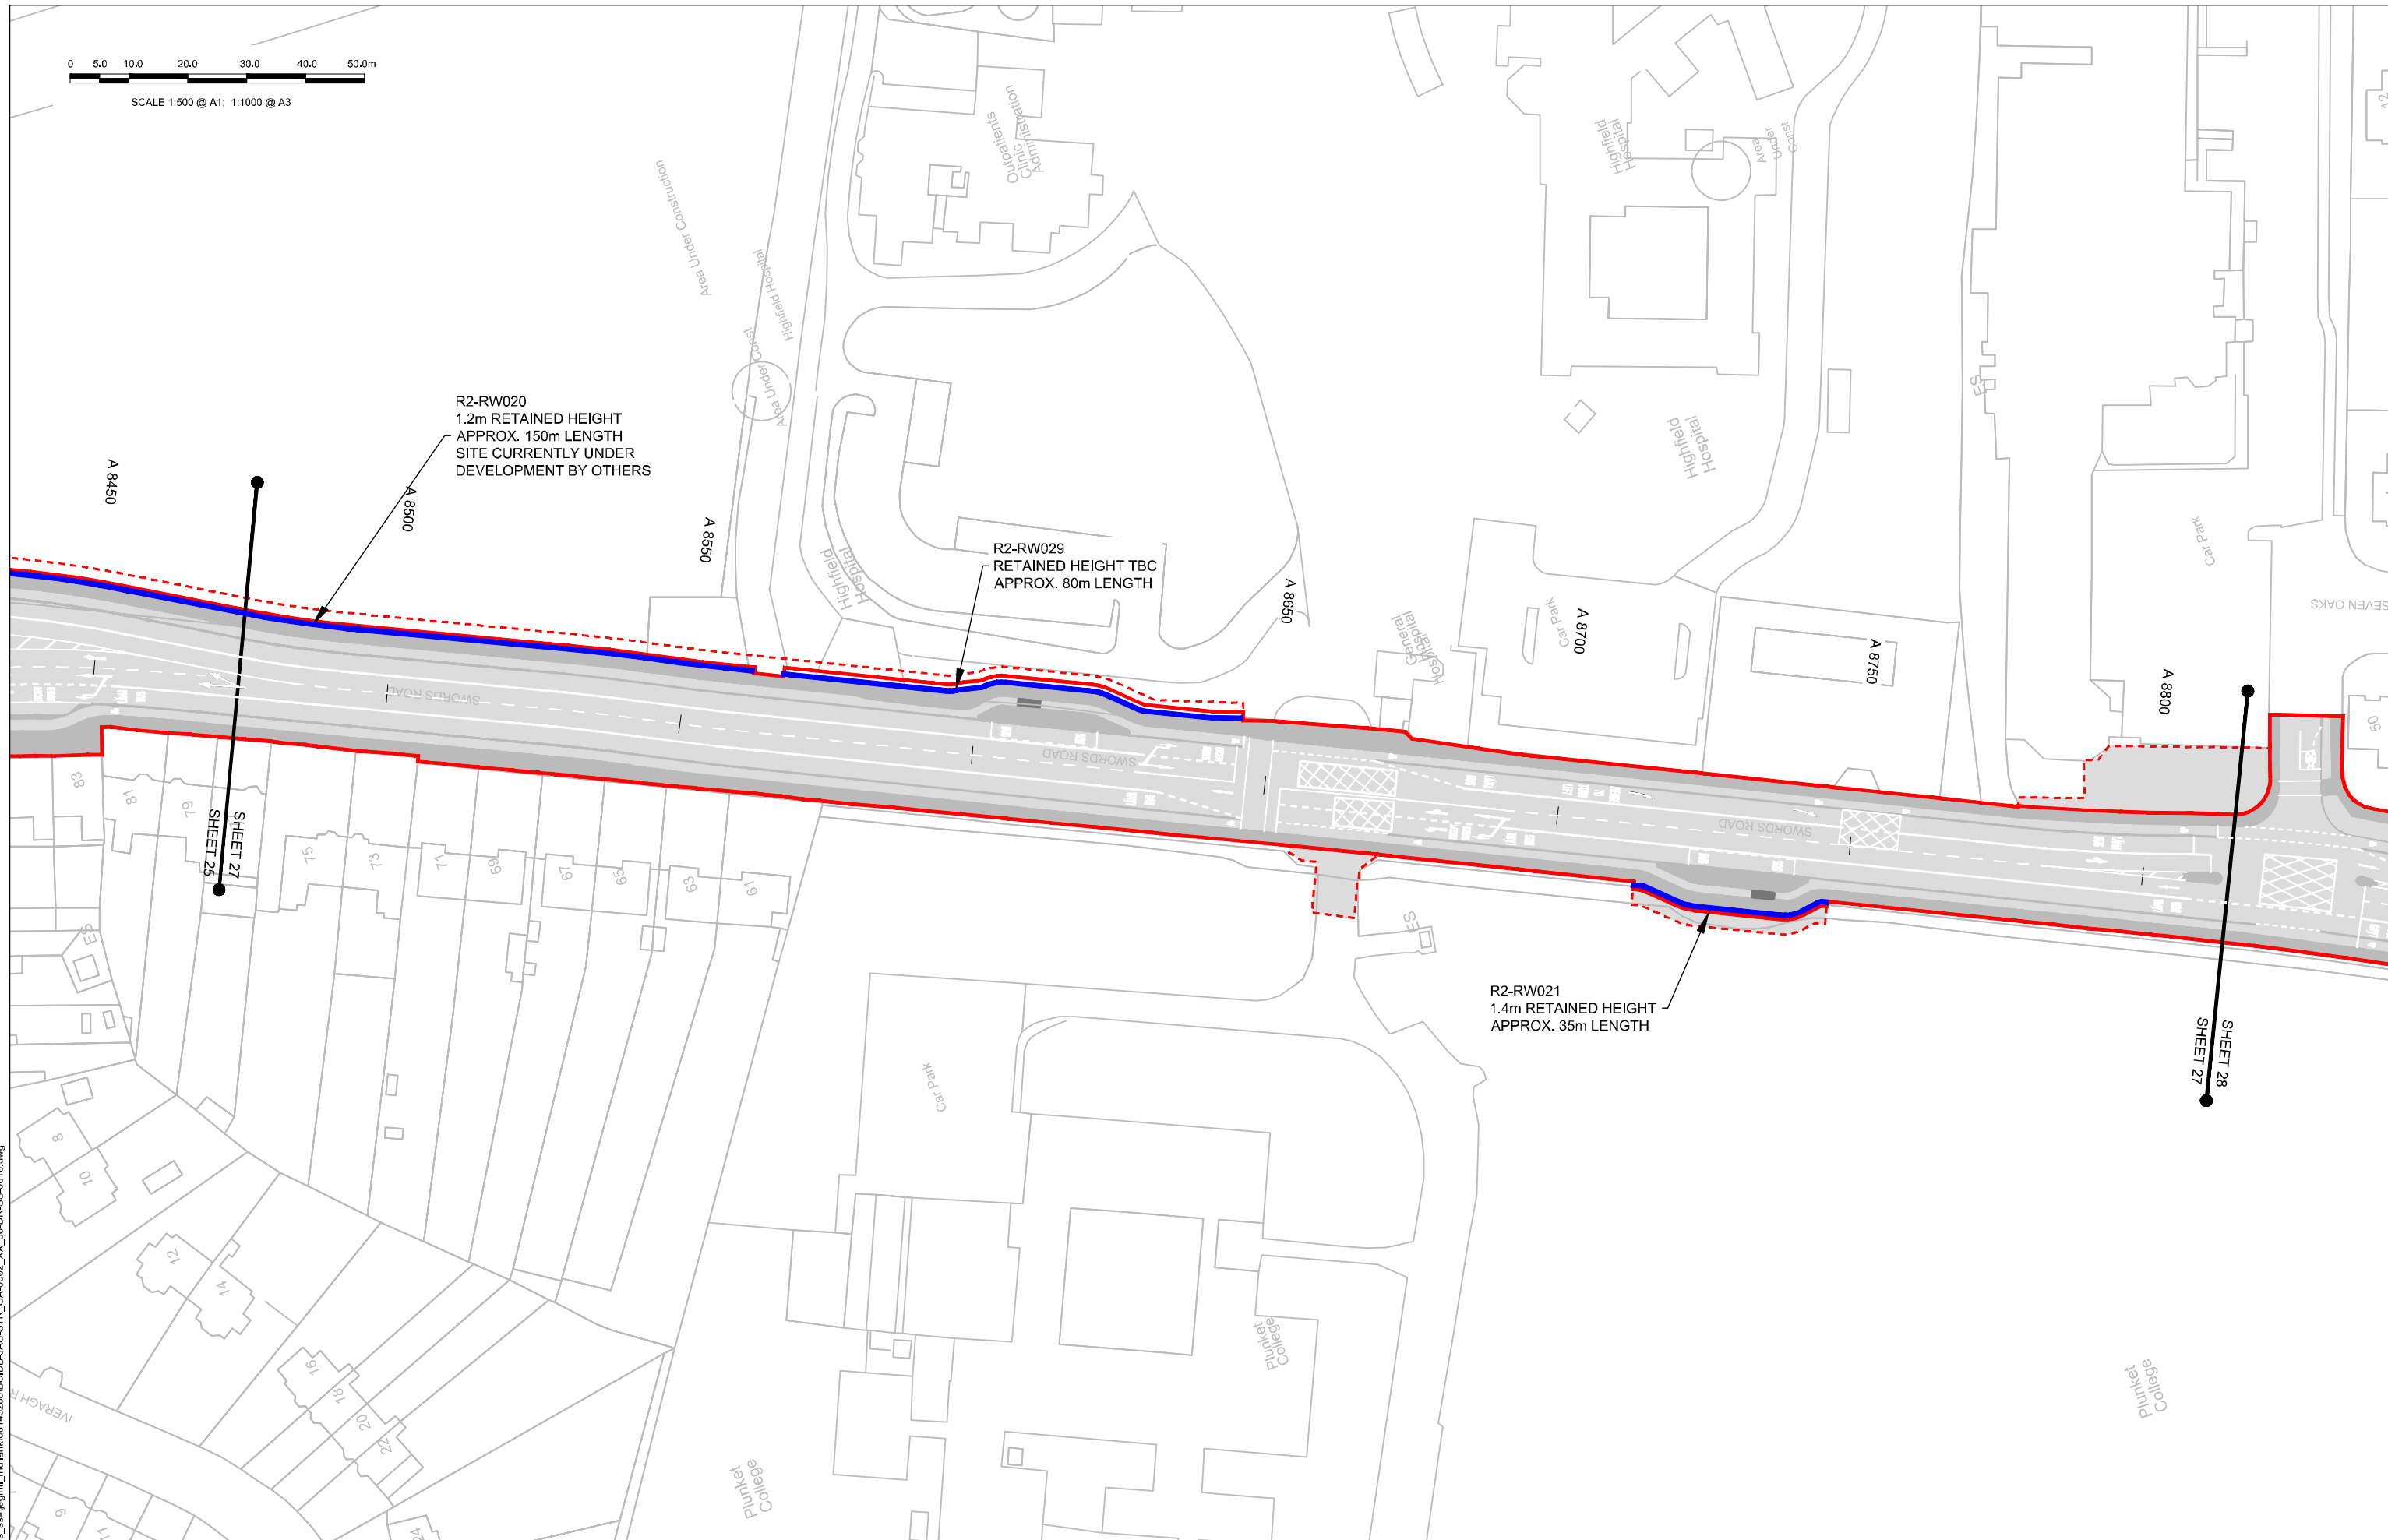 0 5.0 10.0 20.0 30.0 40.0 50.0m
SCALE 1:500 @ A1; 1:1000 @ A3
Outpatients
Clinic
Administration
Highfield
Hospital
Area
Under
Const
12
Area Under Construction
Highfield Hospital
Area Under Const
R2-RW020
1.2m RETAINED HEIGHT
APPROX. 150m LENGTH
SITE CURRENTLY UNDER
DEVELOPMENT BY OTHERS
A 8450
A 8500
A 8550
Highfield
Hospital
R2-RW029
RETAINED HEIGHT TBC
APPROX. 80m LENGTH
A 8650
General
Hospital
Highfield
Hospital
ES
Car Park
A 8700
A 8750
A 8800
Car Park
SEVEN OAKS
50
SWORDS ROAD
SWORDS ROAD
SWORDS ROAD
83
81
79
75
73
71
69
67
65
63
61
SHEET 27
SHEET 25
ES
ES
R2-RW021
1.4m RETAINED HEIGHT
APPROX. 35m LENGTH
SHEET 28
SHEET 27
Car Park
8
10
12
14
16
18
20
22
24
9
11
IVERAGH R
Plunket
College
Plunket
College
Plunket
College